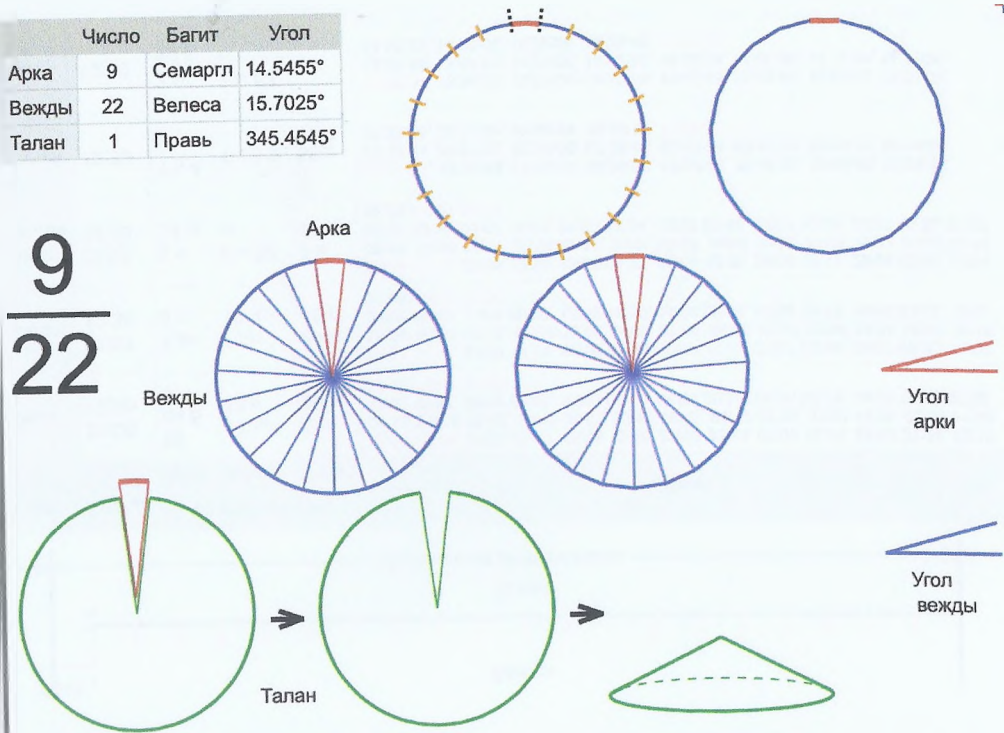 Число Багит Угол
Арка 9 Семаргл 14.5455°
Вежды 22 Велеса 15.7025°
Талан 1 Правь 345.4545°
9
22
Арка
Вежды
Угол
арки
Угол
вежды
Талан